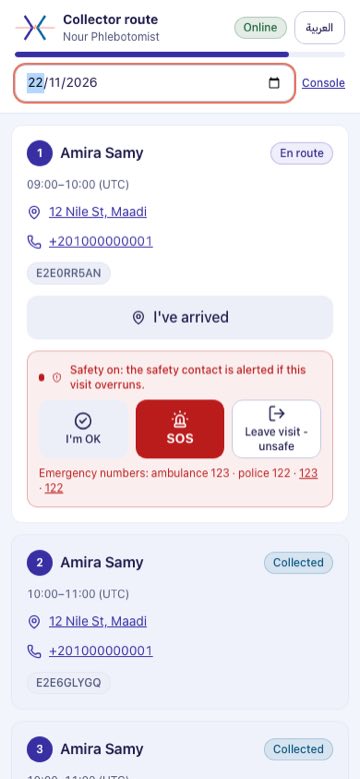 Collector route
Nour Phlebotomist
Online
العربية
22/11/2026
Console
1
Amira Samy
En route
09:00–10:00 (UTC)
12 Nile St, Maadi
+201000000001
E2E0RR5AN
I've arrived
Safety on: the safety contact is alerted if this
visit overruns.
I'm OK
SOS
Leave visit -
unsafe
Emergency numbers: ambulance 123 · police 122 · 123
· 122
2
Amira Samy
Collected
10:00–11:00 (UTC)
12 Nile St, Maadi
+201000000001
E2E6GLYGQ
3
Amira Samy
Collected